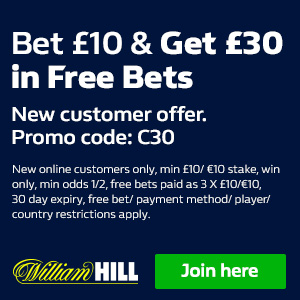 Bet £10 & Get £30
in Free Bets
New customer offer.
Promo code: C30
New online customers only, min £10/ €10 stake, win
only, min odds 1/2, free bets paid as 3 X £10/€10,
30 day expiry, free bet/ payment method/ player/
country restrictions apply.
William HILL
Join here